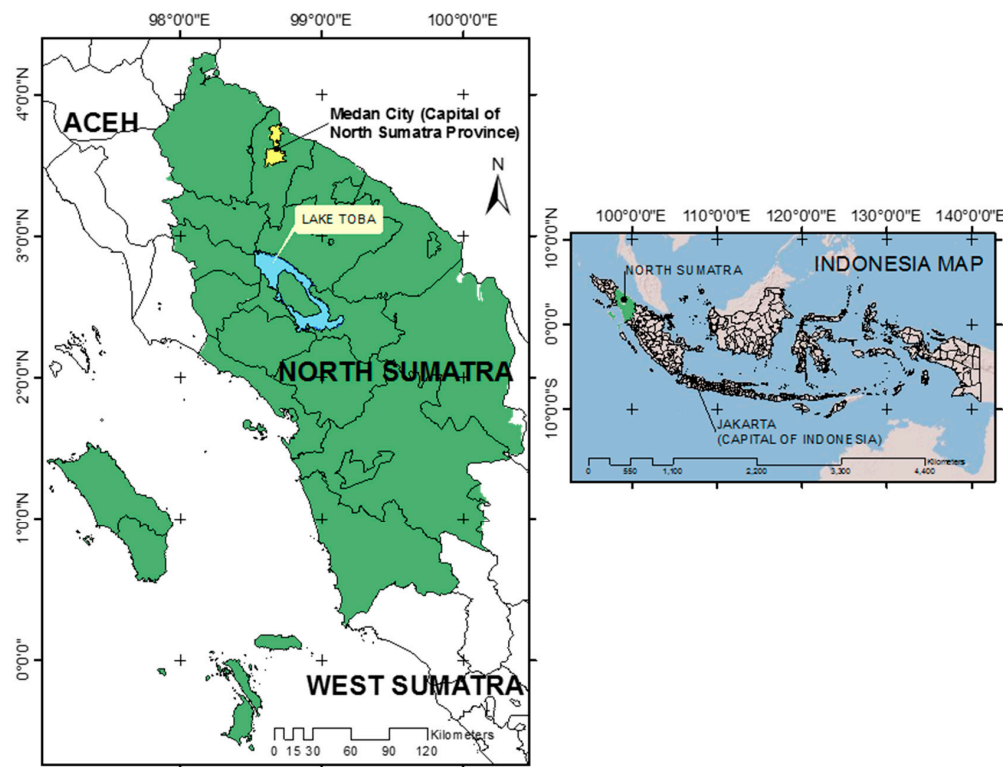 98°0'0"E
99°0'0"E
100°0'0"E
4°0'0"N
3°0'0"N
2°0'0"N
1°0'0"N
0°0'0"
ACEH
Medan City (Capital of
North Sumatra Province)
N
LAKE TOBA
NORTH SUMATRA
WEST SUMATRA
Kilometers
0 15 30 60 90 120
100°0'0"E
110°0'0"E
120°0'0"E
130°0'0"E
140°0'0"E
10°0'0"N
0°0'0"
10°0'0"S
INDONESIA MAP
NORTH SUMATRA
JAKARTA
(CAPITAL OF INDONESIA)
Kilometers
0 550 1,100 2,200 3,300 4,400